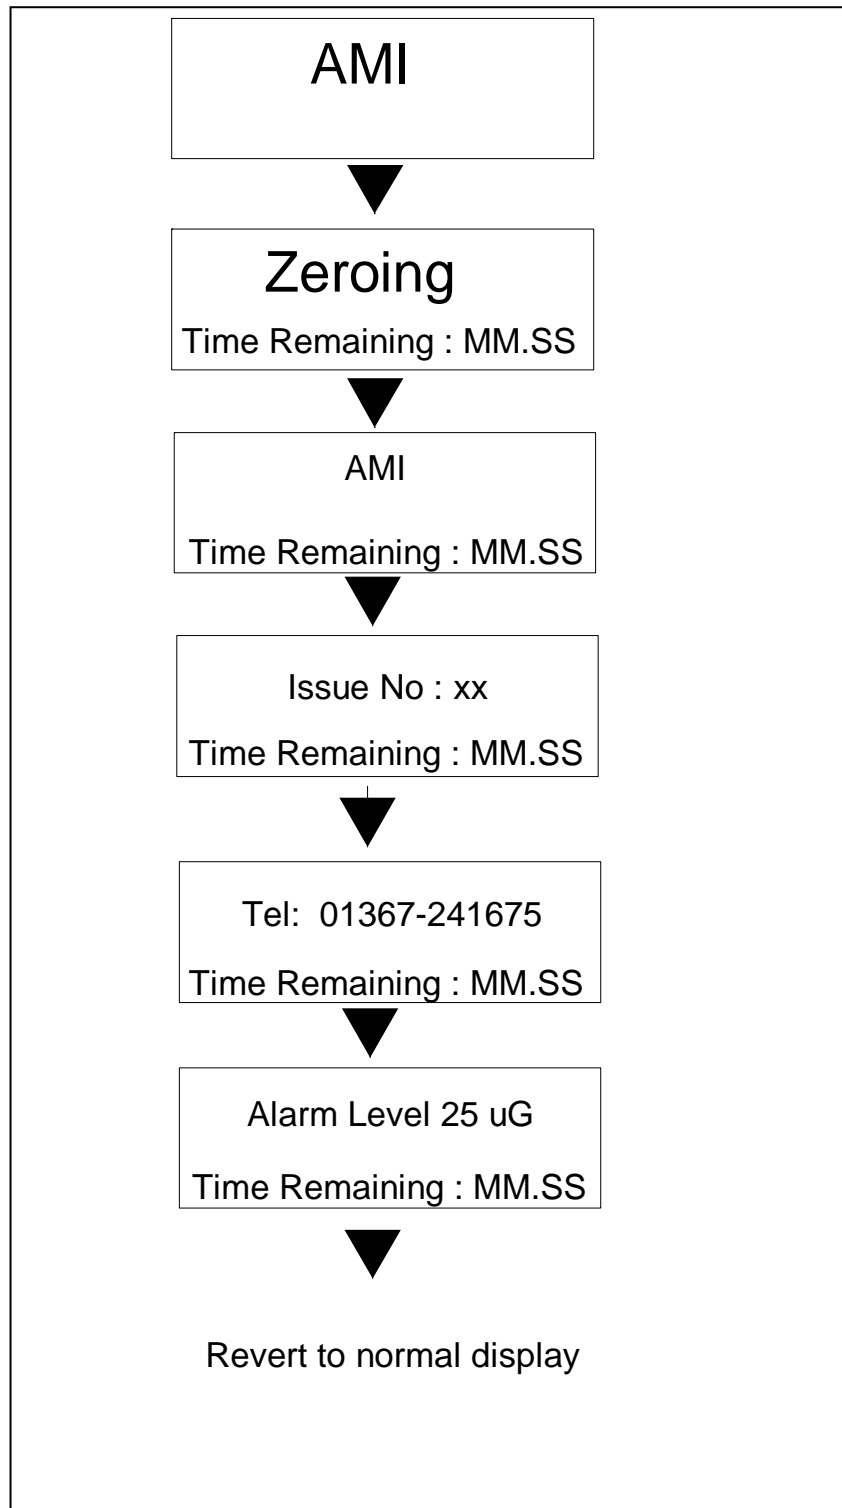 AMI
Zeroing
Time Remaining : MM.SS
AMI
Time Remaining : MM.SS
Issue No : xx
Time Remaining : MM.SS
Tel:  01367-241675
Time Remaining : MM.SS
Alarm Level 25 uG
Time Remaining : MM.SS
Revert to normal display